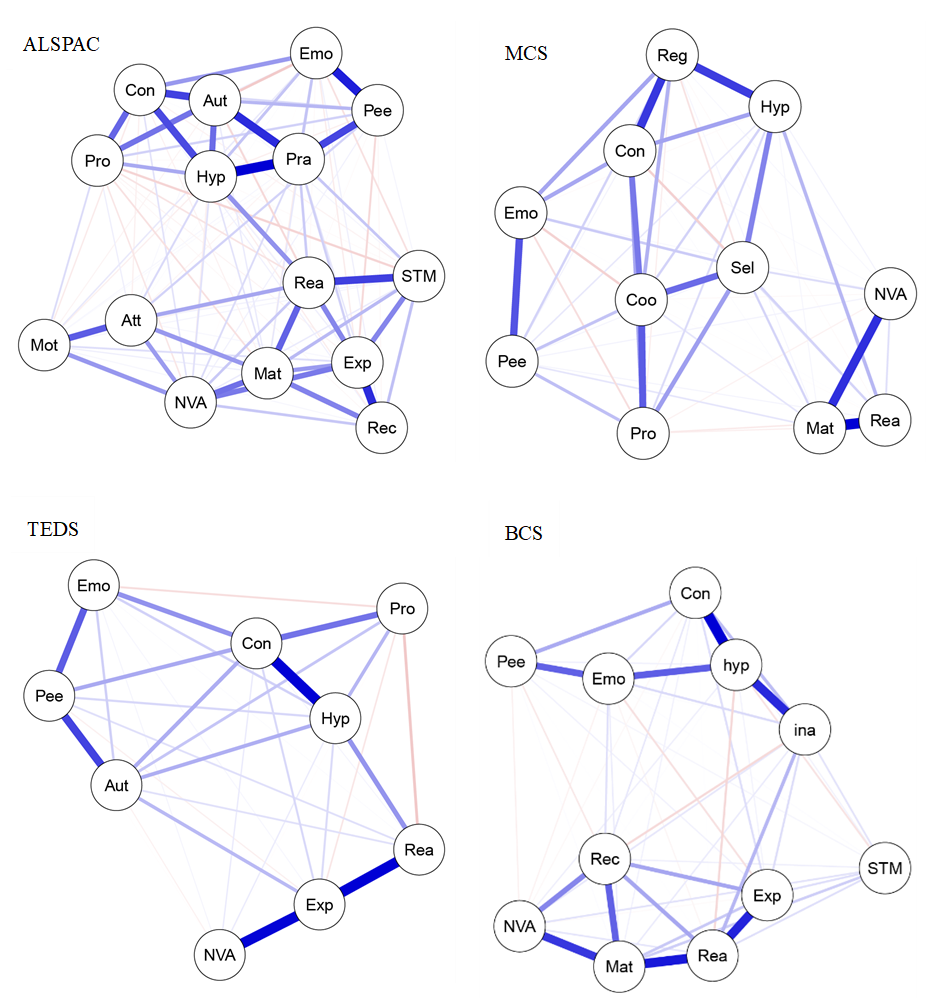 ALSPAC
Emo
Con
Aut
Pee
Pro
Hyp
Pra
Rea
STM
Att
Mot
Mat
Exp
NVA
Rec
MCS
Reg
Hyp
Con
Emo
Sel
Coo
NVA
Pee
Pro
Mat
Rea
TEDS
Emo
Pro
Con
Pee
Hyp
Aut
Rea
Exp
NVA
BCS
Con
Pee
Emo
hyp
ina
Rec
STM
Exp
NVA
Mat
Rea